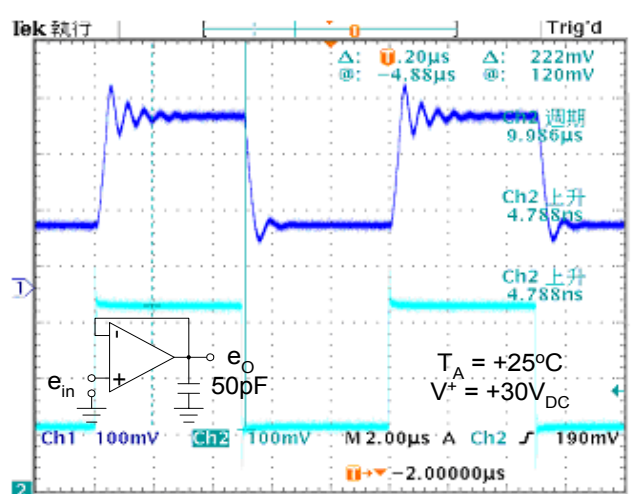 Tek 執行
Trig'd
Δ: .20µs Δ: 222mV
@: −4.88µs @: 120mV
Ch2 週期
9.986µs
Ch2 上升
4.788ns
Ch2 上升
4.788ns
1
e_in
e_O
50pF
T_A = +25°C
V⁺ = +30V_DC
Ch1 100mV Ch2 100mV M 2.00µs A Ch2 190mV
−2.00000µs
2